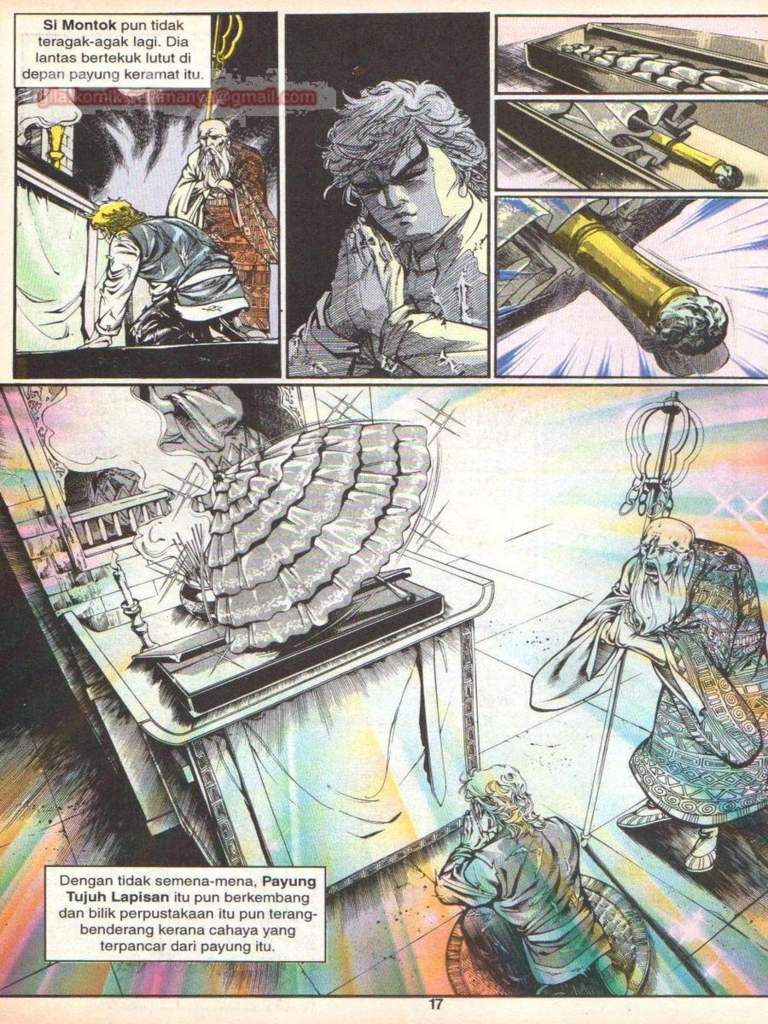 Si Montok pun tidak
teragak-agak lagi. Dia
lantas bertekuk lutut di
depan payung keramat itu.
Dengan tidak semena-mena, Payung
Tujuh Lapisan itu pun berkembang
dan bilik perpustakaan itu pun terang-
benderang kerana cahaya yang
terpancar dari payung itu.
17